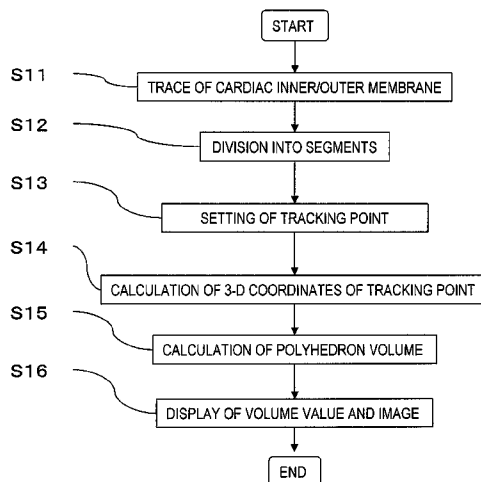 START
S11
TRACE OF CARDIAC INNER/OUTER MEMBRANE
S12
DIVISION INTO SEGMENTS
S13
SETTING OF TRACKING POINT
S14
CALCULATION OF 3-D COORDINATES OF TRACKING POINT
S15
CALCULATION OF POLYHEDRON VOLUME
S16
DISPLAY OF VOLUME VALUE AND IMAGE
END